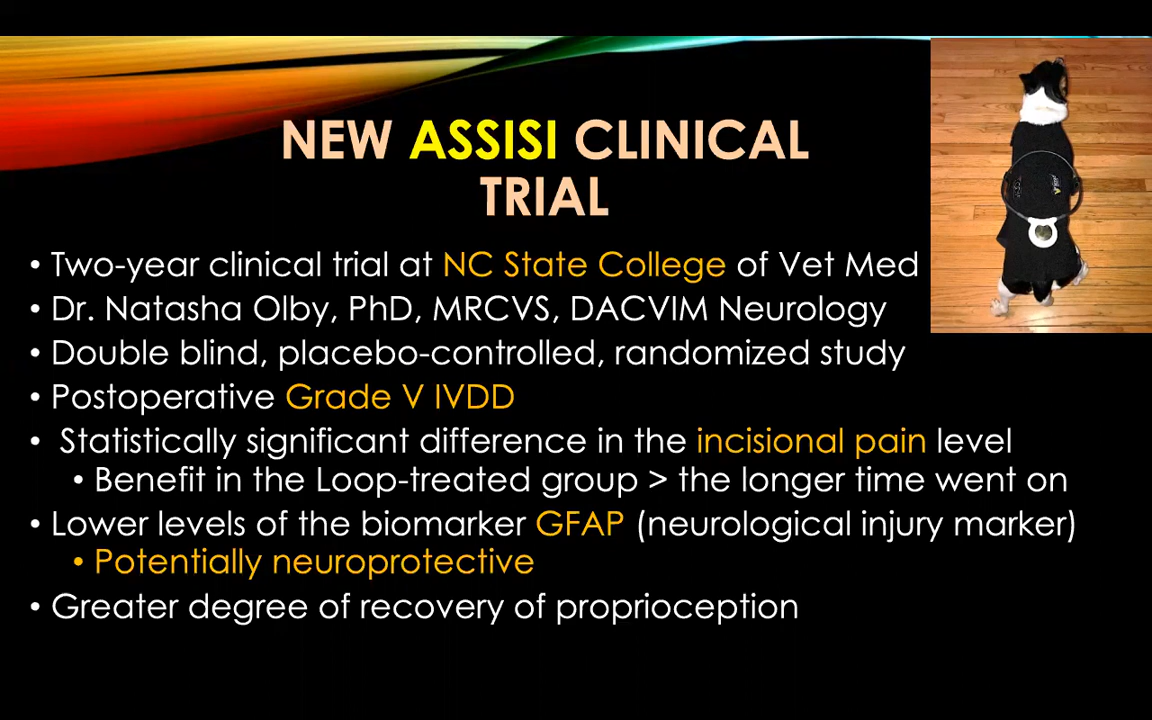 NEW ASSISI CLINICAL
TRIAL
• Two-year clinical trial at NC State College of Vet Med
• Dr. Natasha Olby, PhD, MRCVS, DACVIM Neurology
• Double blind, placebo-controlled, randomized study
• Postoperative Grade V IVDD
• Statistically significant difference in the incisional pain level
• Benefit in the Loop-treated group > the longer time went on
• Lower levels of the biomarker GFAP (neurological injury marker)
• Potentially neuroprotective
• Greater degree of recovery of proprioception